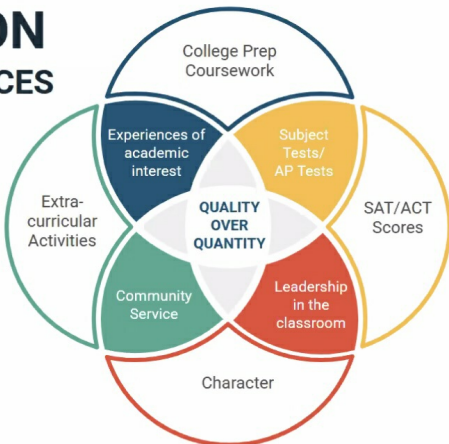 ON
CES
College Prep
Coursework
Experiences of
academic
interest
Subject
Tests/
AP Tests
Extra-
curricular
Activities
QUALITY
OVER
QUANTITY
SAT/ACT
Scores
Community
Service
Leadership
in the
classroom
Character